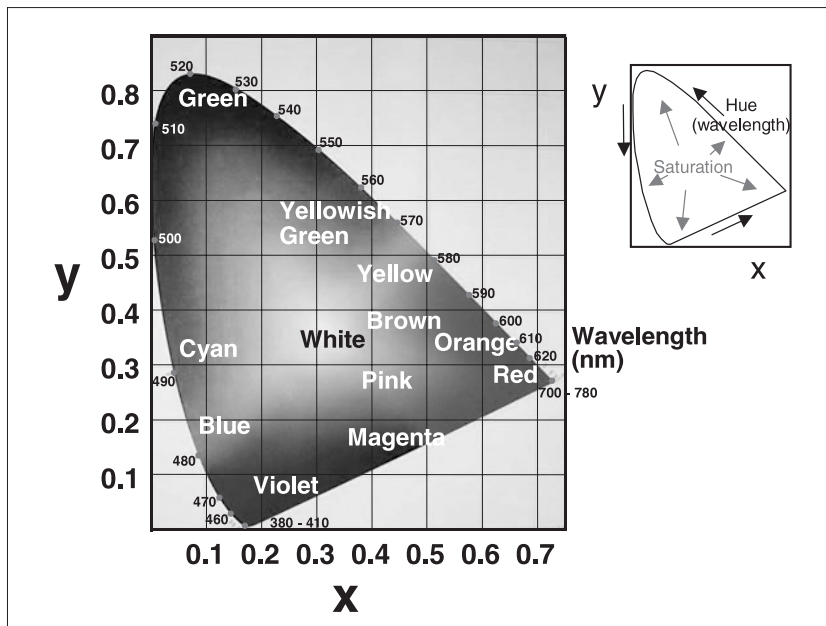 520
530
Green
540
0.8
510
550
0.7
560
0.6
Yellowish
Green
570
500
580
0.5
Yellow
y
590
0.4
Brown
600
White
610
Orange
Wavelength
(nm)
Cyan
620
0.3
490
Pink
Red
700 - 780
0.2
Blue
Magenta
480
0.1
Violet
470
460
380 - 410
0.1 0.2 0.3 0.4 0.5 0.6 0.7
x
y
Hue
(wavelength)
Saturation
x